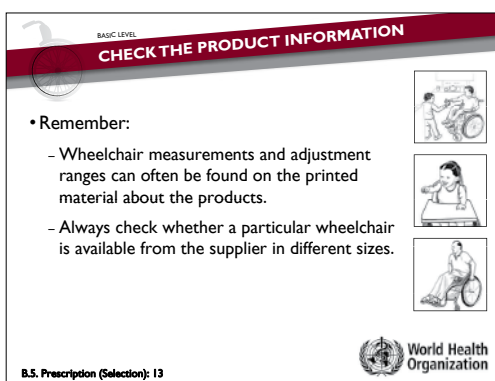 BASIC LEVEL
CHECK THE PRODUCT INFORMATION
• Remember:
– Wheelchair measurements and adjustment
ranges can often be found on the printed
material about the products.
– Always check whether a particular wheelchair
is available from the supplier in different sizes.
B.5. Prescription (Selection): 13
World Health
Organization